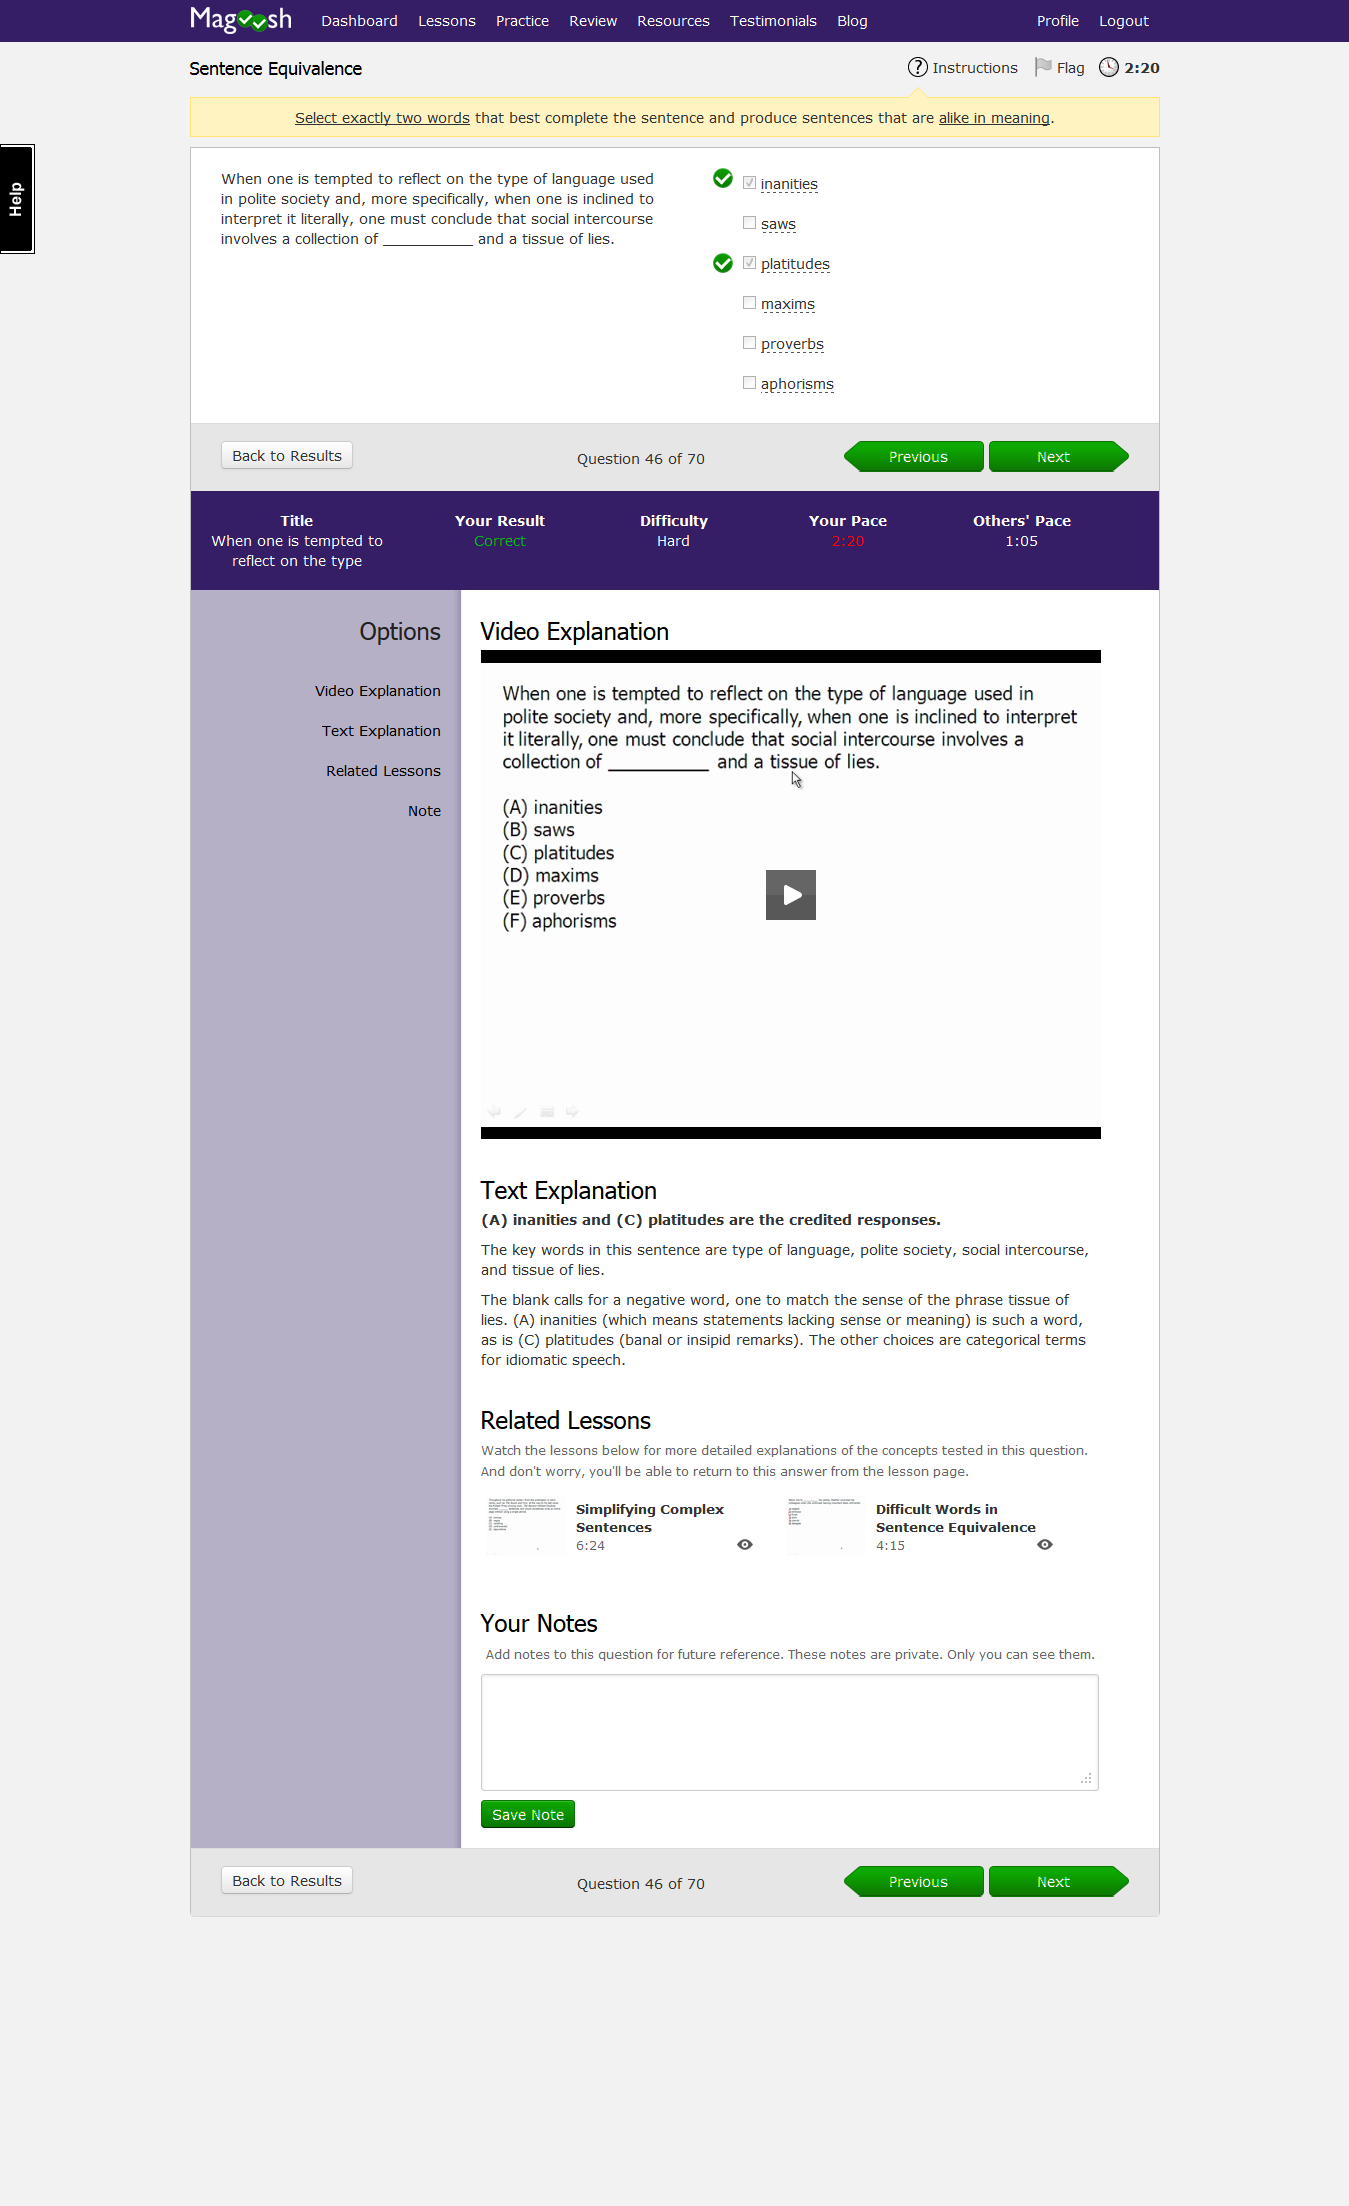 Magoosh Dashboard Lessons Practice Review Resources Testimonials Blog Profile Logout
Sentence Equivalence
Instructions Flag 2:20
Select exactly two words that best complete the sentence and produce sentences that are alike in meaning.
Help
When one is tempted to reflect on the type of language used
in polite society and, more specifically, when one is inclined to
interpret it literally, one must conclude that social intercourse
involves a collection of ____________ and a tissue of lies.
inanities
saws
platitudes
maxims
proverbs
aphorisms
Back to Results Question 46 of 70 Previous Next
Title
When one is tempted to
reflect on the type
Your Result
Correct
Difficulty
Hard
Your Pace
2:20
Others' Pace
1:05
Options
Video Explanation
Text Explanation
Related Lessons
Note
Video Explanation
When one is tempted to reflect on the type of language used in
polite society and, more specifically, when one is inclined to interpret
it literally, one must conclude that social intercourse involves a
collection of __________ and a tissue of lies.
(A) inanities
(B) saws
(C) platitudes
(D) maxims
(E) proverbs
(F) aphorisms
Text Explanation
(A) inanities and (C) platitudes are the credited responses.
The key words in this sentence are type of language, polite society, social intercourse,
and tissue of lies.
The blank calls for a negative word, one to match the sense of the phrase tissue of
lies. (A) inanities (which means statements lacking sense or meaning) is such a word,
as is (C) platitudes (banal or insipid remarks). The other choices are categorical terms
for idiomatic speech.
Related Lessons
Watch the lessons below for more detailed explanations of the concepts tested in this question.
And don't worry, you'll be able to return to this answer from the lesson page.
Simplifying Complex
Sentences
6:24
Difficult Words in
Sentence Equivalence
4:15
Your Notes
Add notes to this question for future reference. These notes are private. Only you can see them.
Save Note
Back to Results Question 46 of 70 Previous Next